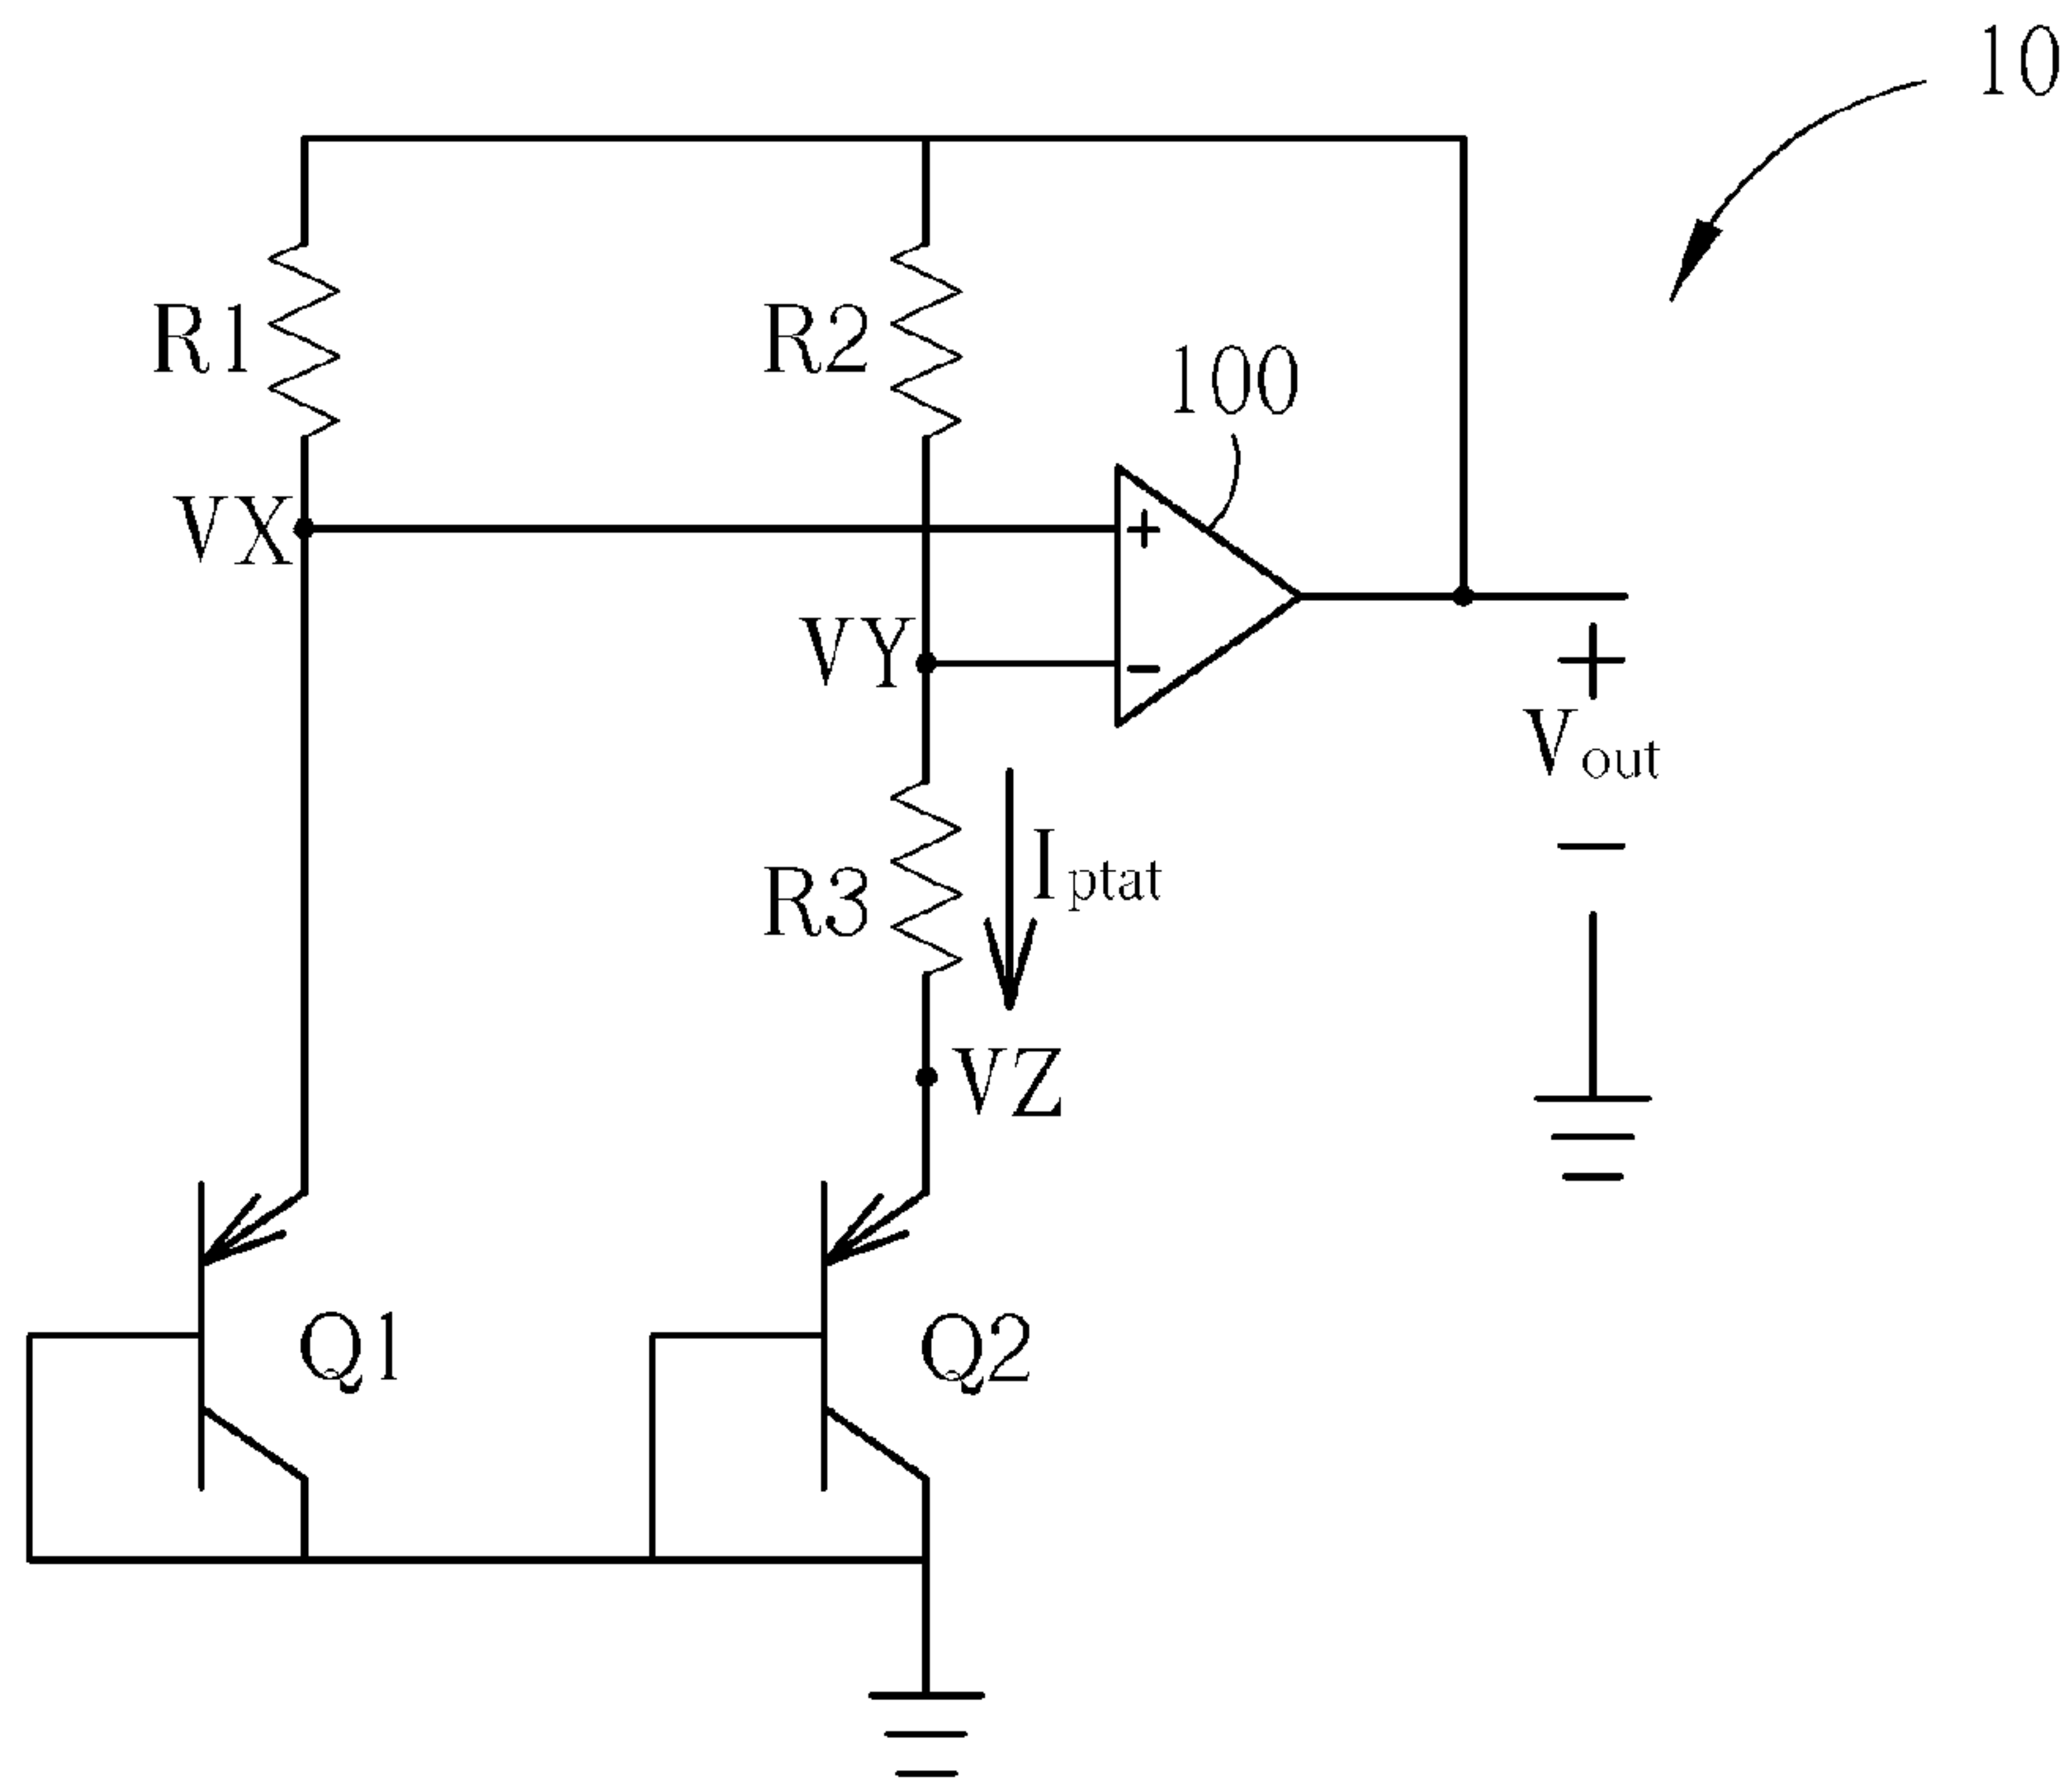 10
R1
R2
100
VX
+
VY
-
+
Vout
-
R3
Iptat
VZ
Q1
Q2